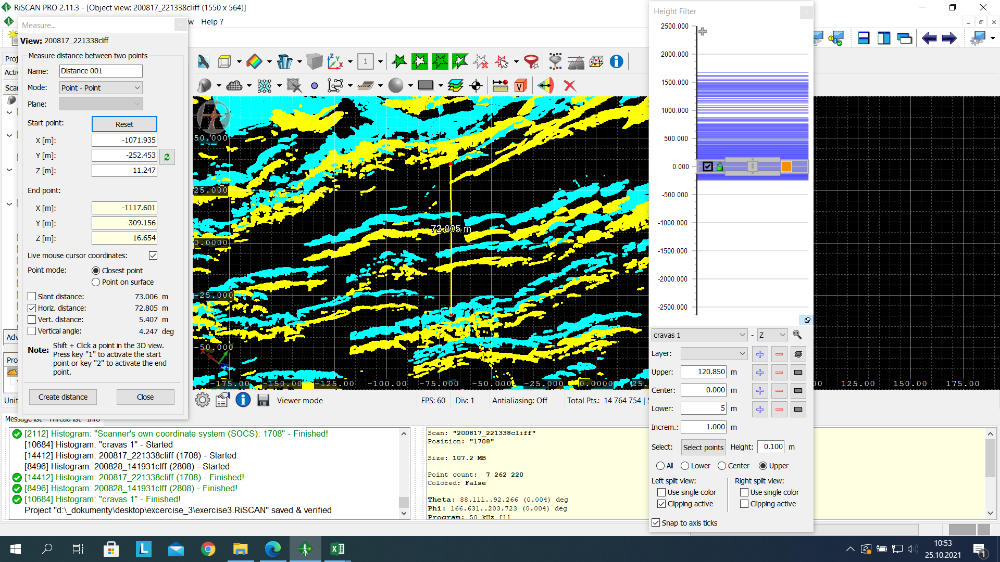 RiSCAN PRO 2.11.3 - [Object view: 200817_221338cliff (1550 x 564)]
w Help ?
Measure...
View: 200817_221338cliff
Measure distance between two points
Name: Distance 001
Mode: Point - Point
Plane:
Start point: Reset
X [m]: -1071.935
Y [m]: -252.453
Z [m]: 11.247
End point:
X [m]: -1117.601
Y [m]: -309.156
Z [m]: 16.654
Live mouse cursor coordinates:
Point mode: Closest point
Point on surface
Slant distance: 73.006 m
Horiz. distance: 72.805 m
Vert. distance: 5.407 m
Vertical angle: 4.247 deg
Note: Shift + Click a point in the 3D view.
Press key "1" to activate the start
point or key "2" to activate the end
point.
Create distance Close
Proj
Activ
Scan
Adv
Pro
Unit
1
V
50.000
25.000
0.0000
-25.000
-50.000
72.805 m
-175.00 -150.00 -125.00 -100.00 -75.000 -50.000 -25.000 0.0000 25
00 125.00 150.00 175.00
Viewer mode FPS: 60 Div: 1 Antialiasing: Off Total Pts.: 14 764 754 | S
Height Filter
2500.000
2000.000
1500.000
1000.000
500.000
0.000
-500.000
-1000.000
-1500.000
-2000.000
-2500.000
cravas 1 - Z
Layer:
Upper: 120.850 m
Center: 0.000 m
Lower: 5 m
Increm.: 1.000 m
Select: Select points Height: 0.100 m
All Lower Center Upper
Left split view: Right split view:
Use single color Use single color
Clipping active Clipping active
Snap to axis ticks
Message list Thread list Info
[2112] Histogram: "Scanner's own coordinate system (SOCS): 1708" - Finished!
[10684] Histogram: "cravas 1" - Started
[14412] Histogram: 200817_221338cliff (1708) - Started
[8496] Histogram: 200828_141931clff (2808) - Started
[14412] Histogram: 200817_221338cliff (1708) - Finished!
[8496] Histogram: 200828_141931clff (2808) - Finished!
[10684] Histogram: "cravas 1" - Finished!
Project "d:\_dokumenty\desktop\excercise_3\exercise3.RiSCAN" saved & verified
Scan: "200817_221338cliff"
Position: "1708"
Size: 107.2 MB
Point count: 7 262 220
Colored: False
Theta: 88.111..92.266 (0.004) deg
Phi: 166.631..203.723 (0.004) deg
Program: 50 kHz [1]
10:53
25.10.2021
1